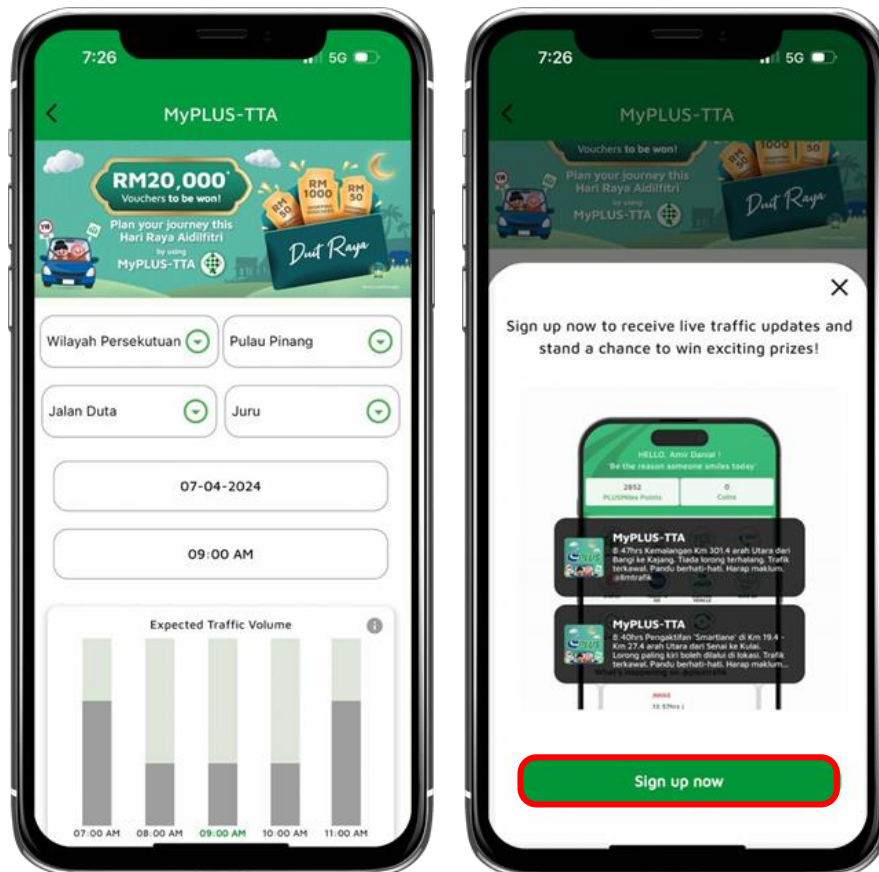 7:26
5G
MyPLUS-TTA
RM20,000*
Vouchers to be won!
Plan your journey this
Hari Raya Aidilfitri
by using
MyPLUS-TTA
RM
50
RM
1000
RM
50
Duit Raya
Wilayah Persekutuan
Pulau Pinang
Jalan Duta
Juru
07-04-2024
09:00 AM
Expected Traffic Volume
07:00 AM
08:00 AM
09:00 AM
10:00 AM
11:00 AM
7:26
5G
MyPLUS-TTA
Vouchers to be won!
Plan your journey this
Hari Raya Aidilfitri
by using
MyPLUS-TTA
1000
50
50
Duit Raya
Sign up now to receive live traffic updates and
stand a chance to win exciting prizes!
HELLO, Amir Danial !
'Be the reason someone smiles today'
2852
PLUSMiles Points
0
Coins
MyPLUS-TTA
8:47hrs Kemalangan Km 301.4 arah Utara dari
Bangi ke Kajang. Tiada lorong terhalang. Trafik
terkawal. Pandu berhati-hati. Harap maklum.
@llmtrafik
MyPLUS-TTA
8:40hrs Pengaktifan 'Smartlane' di Km 19.4 -
Km 27.4 arah Utara dari Senai ke Kulai.
Lorong paling kiri boleh dilalui di lokasi. Trafik
terkawal. Pandu berhati-hati. Harap maklum...
Sign up now